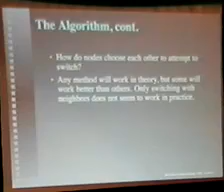 The Algorithm, cont.
• How do nodes choose each other to attempt to
switch?
• Any method will work in theory, but some will
work better than others. Only switching with
neighbors does not seem to work in practice.